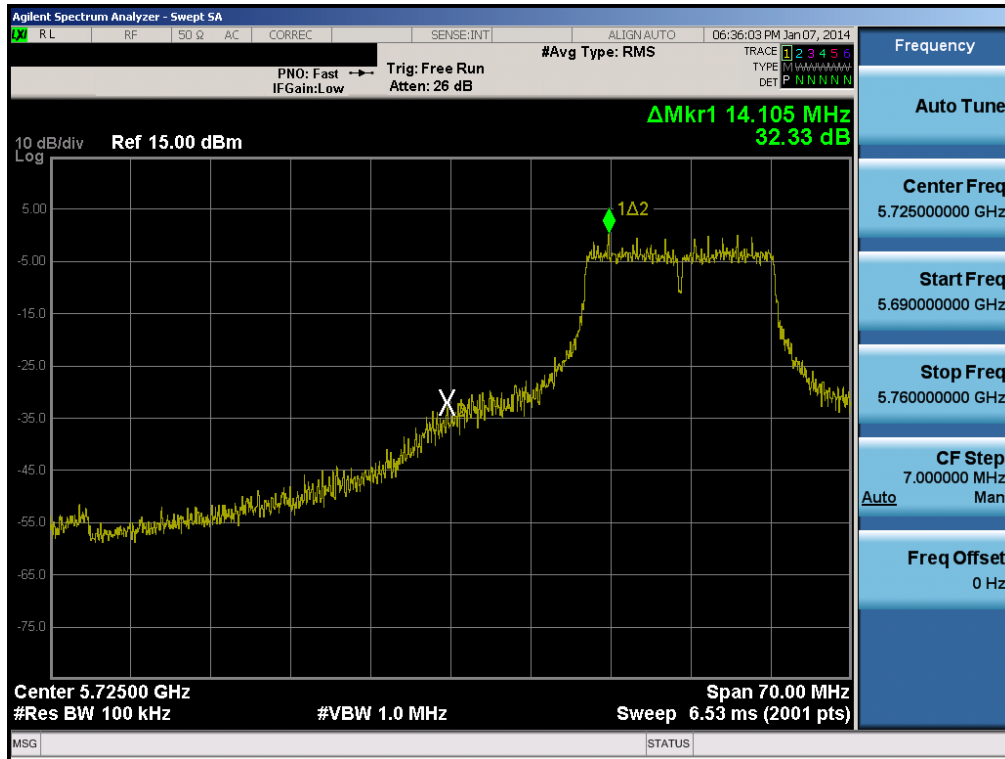 Agilent Spectrum Analyzer - Swept SA
LXI RL RF 50 Ω AC CORREC SENSE:INT ALIGN AUTO 06:36:03 PM Jan 07, 2014
#Avg Type: RMS
TRACE 1 2 3 4 5 6
TYPE M WWWWW
DET P N N N N N
PNO: Fast
IFGain:Low
Trig: Free Run
Atten: 26 dB
ΔMkr1 14.105 MHz
32.33 dB
10 dB/div
Log
Ref 15.00 dBm
5.00
-5.00
-15.0
-25.0
-35.0
-45.0
-55.0
-65.0
-75.0
1Δ2
X
Center 5.72500 GHz
Span 70.00 MHz
#Res BW 100 kHz
#VBW 1.0 MHz
Sweep 6.53 ms (2001 pts)
MSG
STATUS
Frequency
Auto Tune
Center Freq
5.725000000 GHz
Start Freq
5.690000000 GHz
Stop Freq
5.760000000 GHz
CF Step
7.000000 MHz
Auto Man
Freq Offset
0 Hz